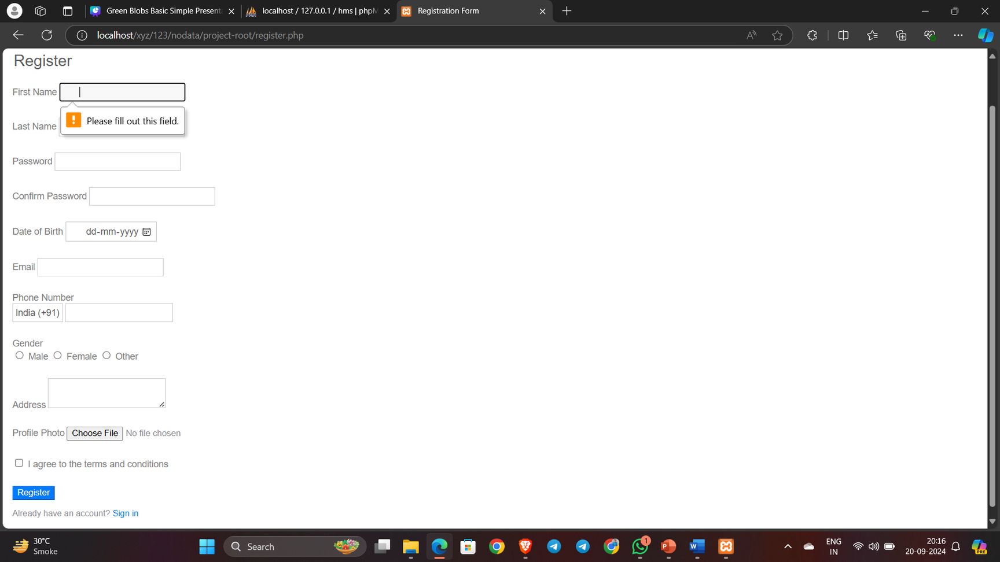 Green Blobs Basic Simple Present
localhost / 127.0.0.1 / hms | phpM
Registration Form
localhost/xyz/123/nodata/project-root/register.php
Register
First Name
Please fill out this field.
Last Name
Password
Confirm Password
Date of Birth dd-mm-yyyy
Email
Phone Number
India (+91)
Gender
Male Female Other
Address
Profile Photo Choose File No file chosen
I agree to the terms and conditions
Register
Already have an account? Sign in
30°C
Smoke
Search
1
ENG
IN
20:16
20-09-2024
PRE